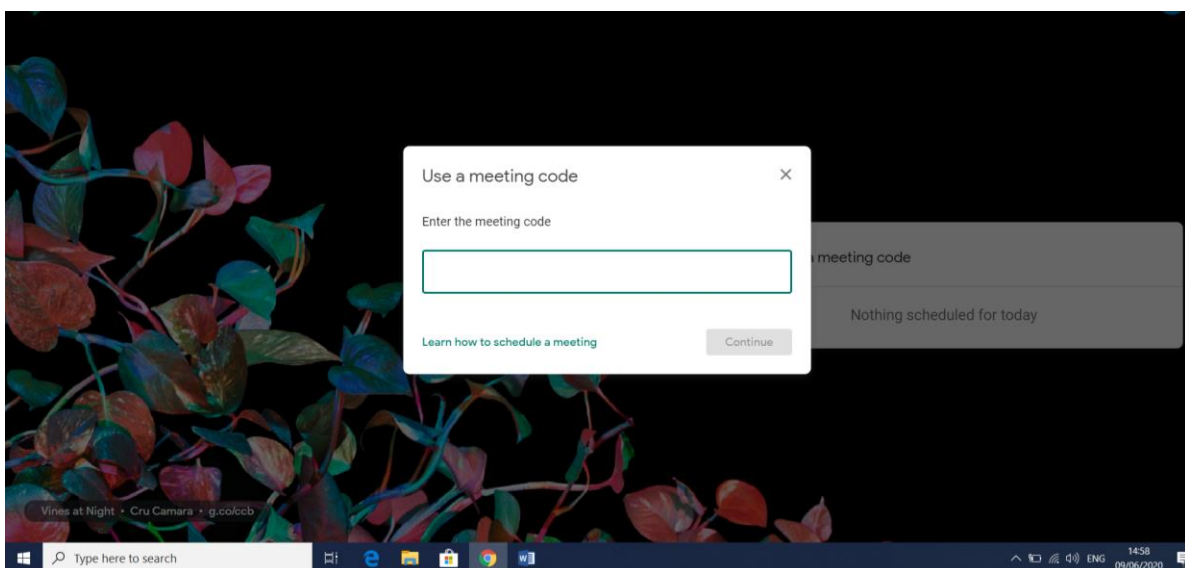 Use a meeting code
Enter the meeting code
Learn how to schedule a meeting
Continue
meeting code
Nothing scheduled for today
Vines at Night • Cru Camara • g.co/ccb
Type here to search
ENG
14:58
09/06/2020